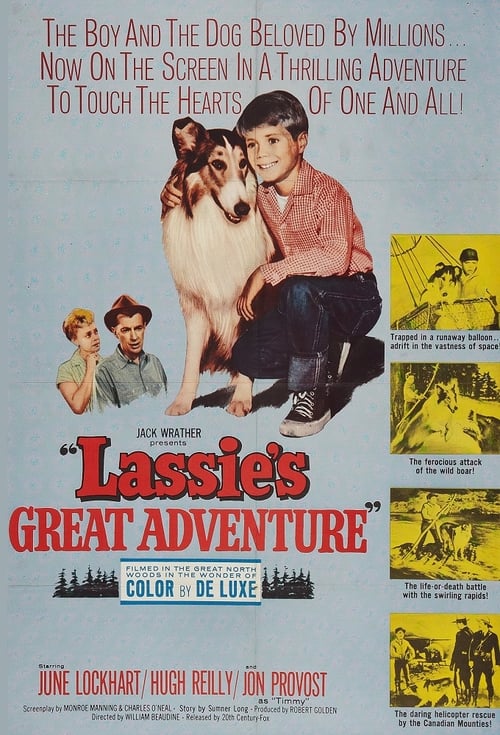 THE BOY AND THE DOG BELOVED BY MILLIONS...
NOW ON THE SCREEN IN A THRILLING ADVENTURE
TO TOUCH THE HEARTS OF ONE AND ALL!
Trapped in a runaway balloon..
adrift in the vastness of space!
The ferocious attack
of the wild boar!
The life-or-death battle
with the swirling rapids!
The daring helicopter rescue
by the Canadian Mounties!
JACK WRATHER
presents
"Lassie's
GREAT ADVENTURE"
FILMED IN THE GREAT NORTH
WOODS IN THE WONDER OF
COLOR BY DE LUXE
Starring
JUNE LOCKHART/HUGH REILLY/and JON PROVOST
as "Timmy"
Screenplay by MONROE MANNING & CHARLES O'NEAL · Story by Sumner Long · Produced by ROBERT GOLDEN
Directed by WILLIAM BEAUDINE · Released by 20th Century-Fox